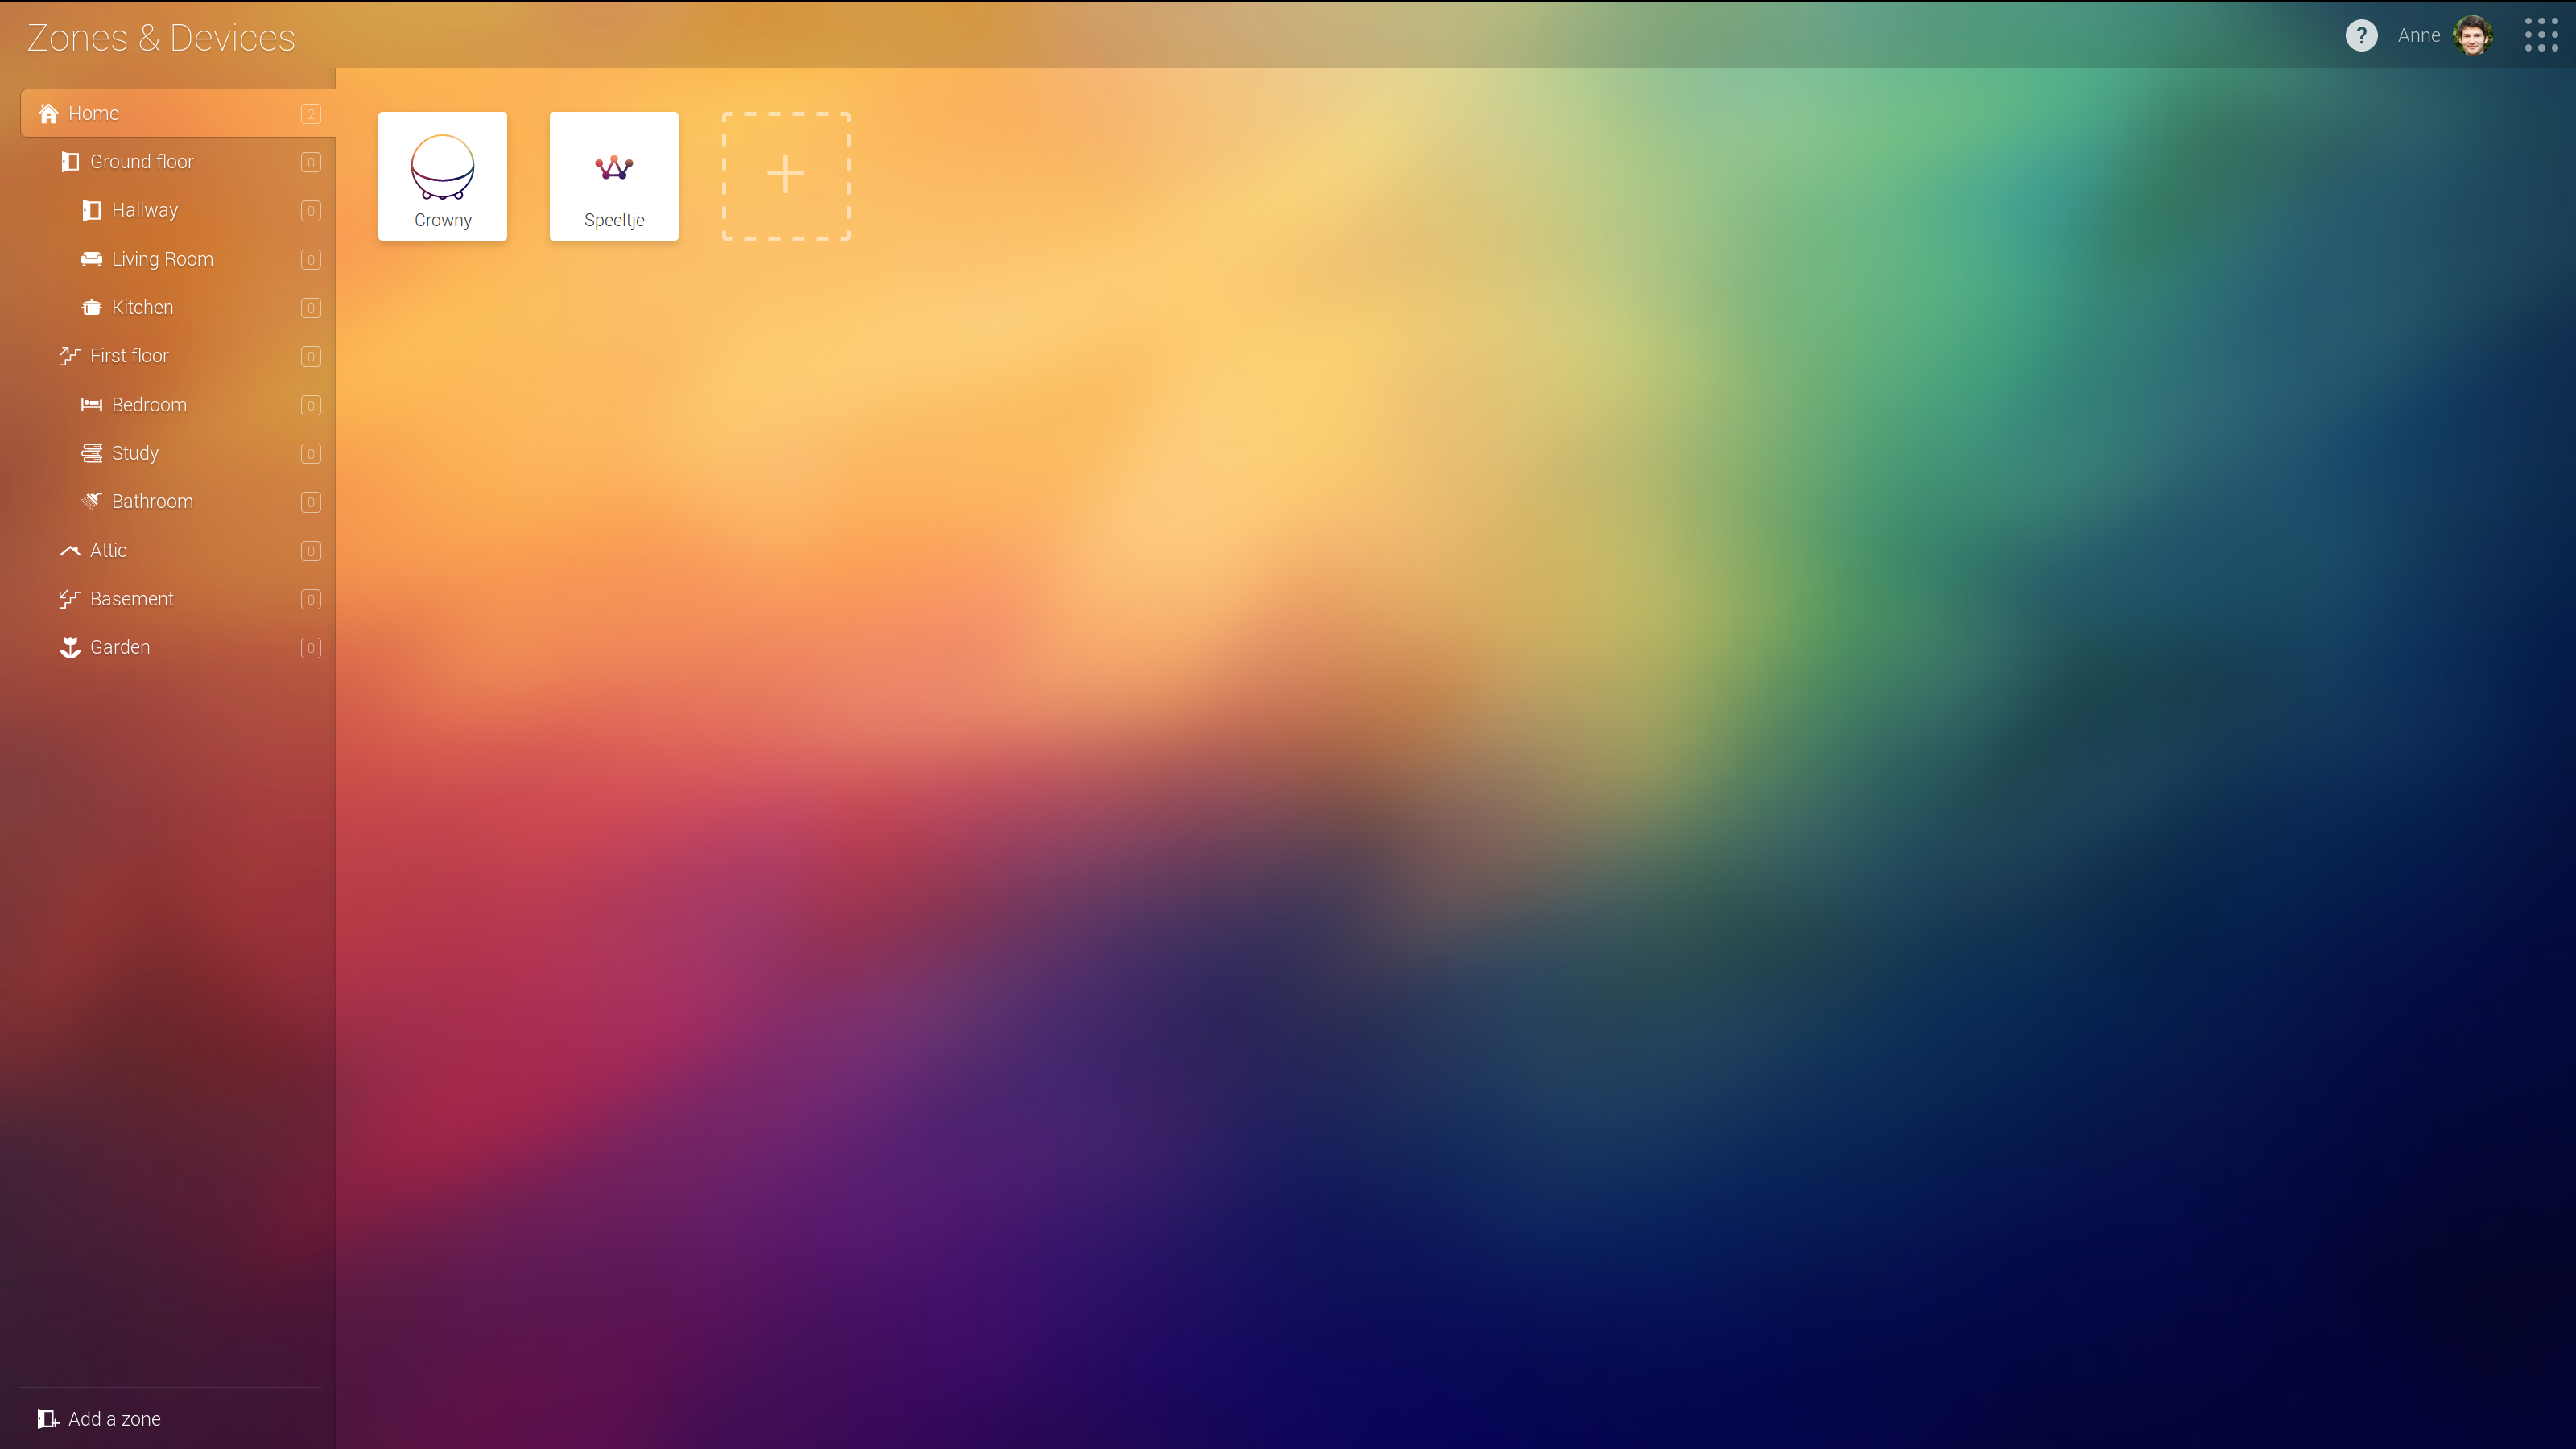 Zones & Devices
? Anne
Home 2
Ground floor 0
Hallway 0
Living Room 0
Kitchen 0
First floor 0
Bedroom 0
Study 0
Bathroom 0
Attic 0
Basement 0
Garden 0
Crowny Speeltje
Add a zone